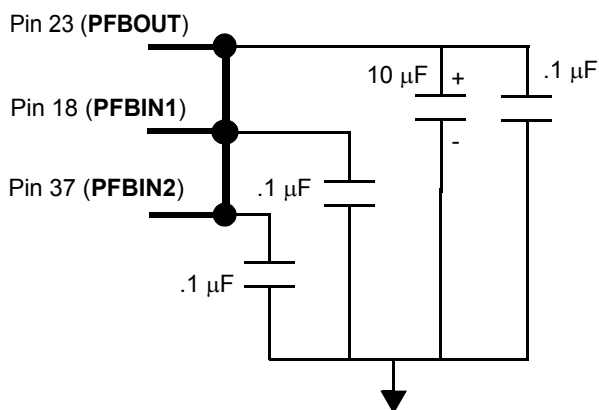 Pin 23 (PFBOUT)
10 μF
+
.1 μF
Pin 18 (PFBIN1)
-
Pin 37 (PFBIN2)
.1 μF
.1 μF